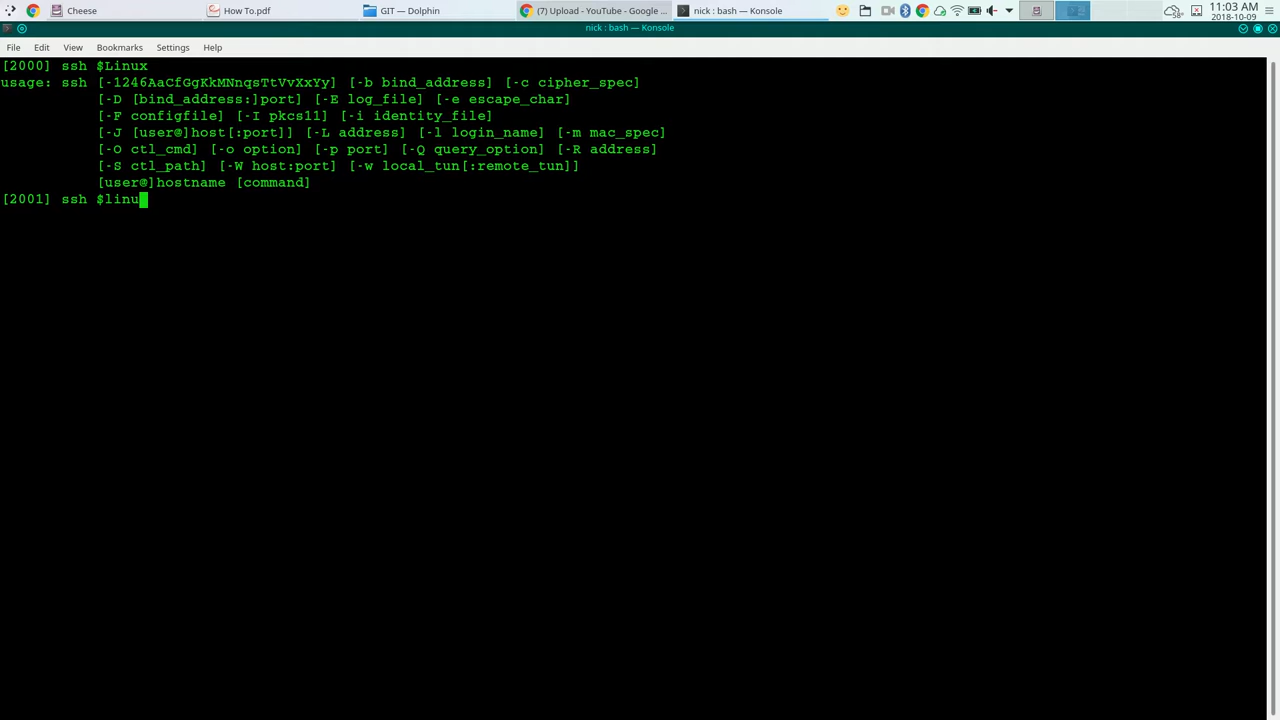 Cheese
How To.pdf
GIT — Dolphin
(7) Upload - YouTube - Google ...
nick : bash — Konsole
58°
11:03 AM
2018-10-09
nick : bash — Konsole
File Edit View Bookmarks Settings Help
[2000] ssh $Linux
usage: ssh [-1246AaCfGgKkMNnqsTtVvXxYy] [-b bind_address] [-c cipher_spec]
[-D [bind_address:]port] [-E log_file] [-e escape_char]
[-F configfile] [-I pkcs11] [-i identity_file]
[-J [user@]host[:port]] [-L address] [-l login_name] [-m mac_spec]
[-O ctl_cmd] [-o option] [-p port] [-Q query_option] [-R address]
[-S ctl_path] [-W host:port] [-w local_tun[:remote_tun]]
[user@]hostname [command]
[2001] ssh $linu